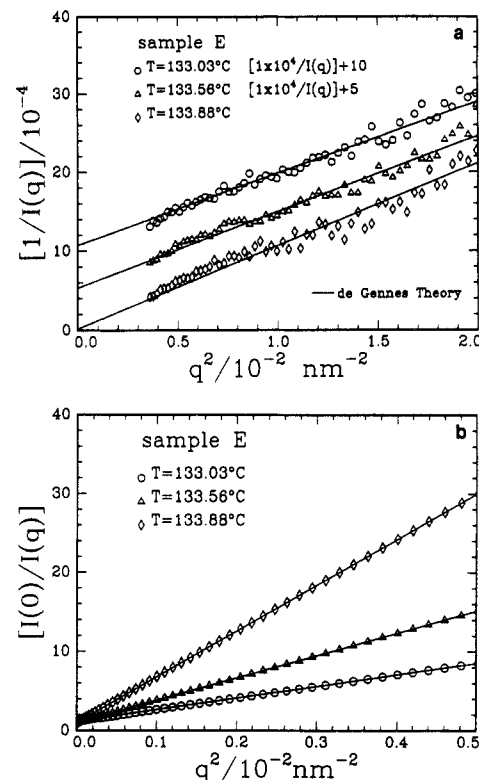 40
sample E
a
○ T=133.03°C [1x10⁴/I(q)]+10
△ T=133.56°C [1x10⁴/I(q)]+5
◇ T=133.88°C
30
20
10
0
[1/I(q)]/10⁻⁴
— de Gennes Theory
0.0 0.5 1.0 1.5 2.0
q²/10⁻² nm⁻²
40
sample E
b
○ T=133.03°C
△ T=133.56°C
◇ T=133.88°C
30
20
10
0
[I(0)/I(q)]
0.0 0.1 0.2 0.3 0.4 0.5
q²/10⁻²nm⁻²